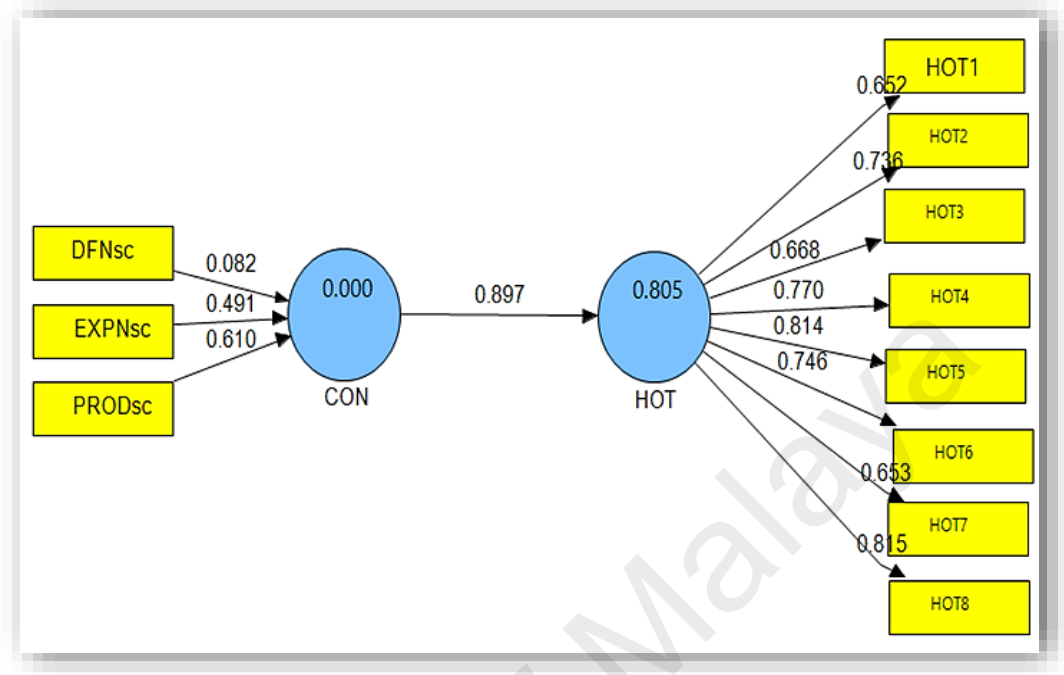 HOT1
0.652
HOT2
0.736
HOT3
0.668
DFNsc
0.082
0.000
0.897
0.805
0.770
HOT4
EXPNsc
0.491
0.814
PRODsc
0.610
0.746
HOT5
CON
HOT
HOT6
0.653
HOT7
0.815
HOT8
Malaya